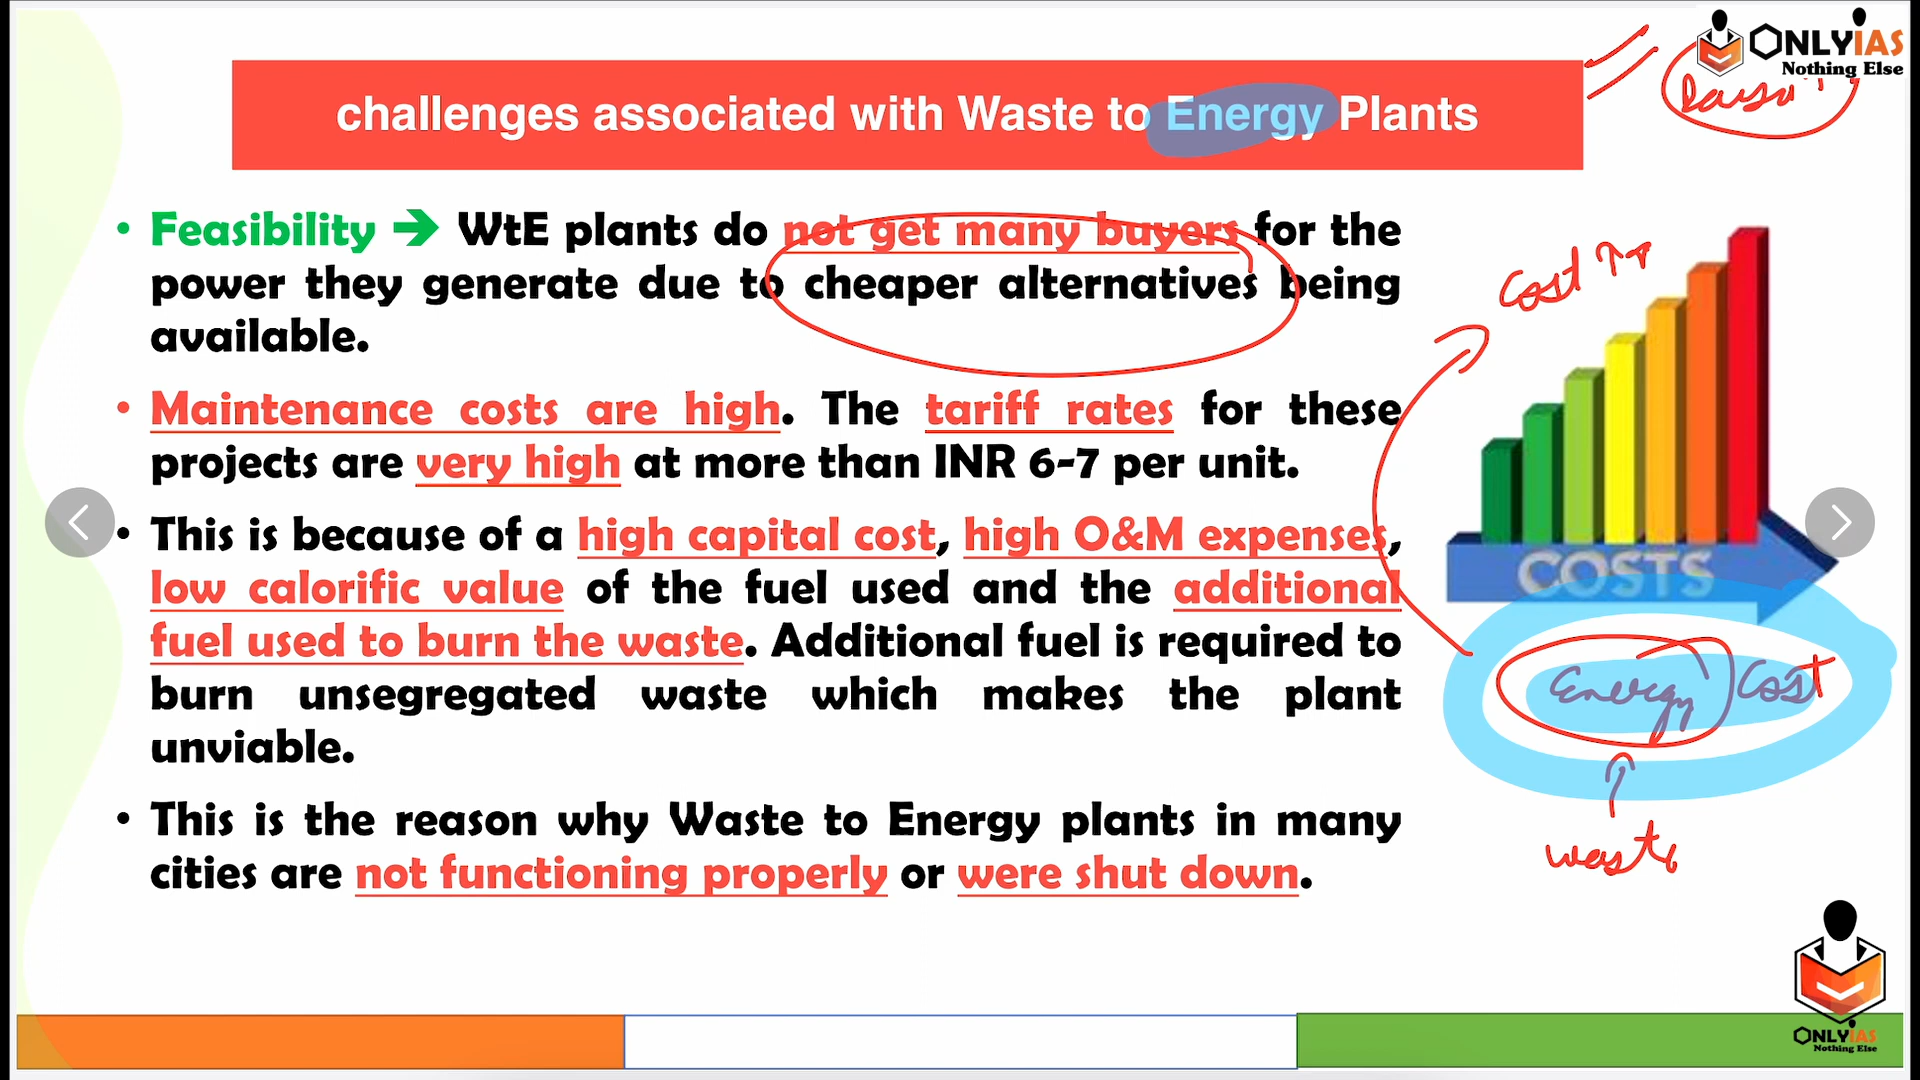 ONLYIAS
Nothing Else
challenges associated with Waste to Energy Plants
• Feasibility → WtE plants do not get many buyers for the
power they generate due to cheaper alternatives being
available.
Cost ↑
• Maintenance costs are high. The tariff rates for these
projects are very high at more than INR 6-7 per unit.
• This is because of a high capital cost, high O&M expenses,
low calorific value of the fuel used and the additional
fuel used to burn the waste. Additional fuel is required to
burn unsegregated waste which makes the plant
unviable.
COSTS
Energy Cost
waste
• This is the reason why Waste to Energy plants in many
cities are not functioning properly or were shut down.
ONLYIAS
Nothing Else